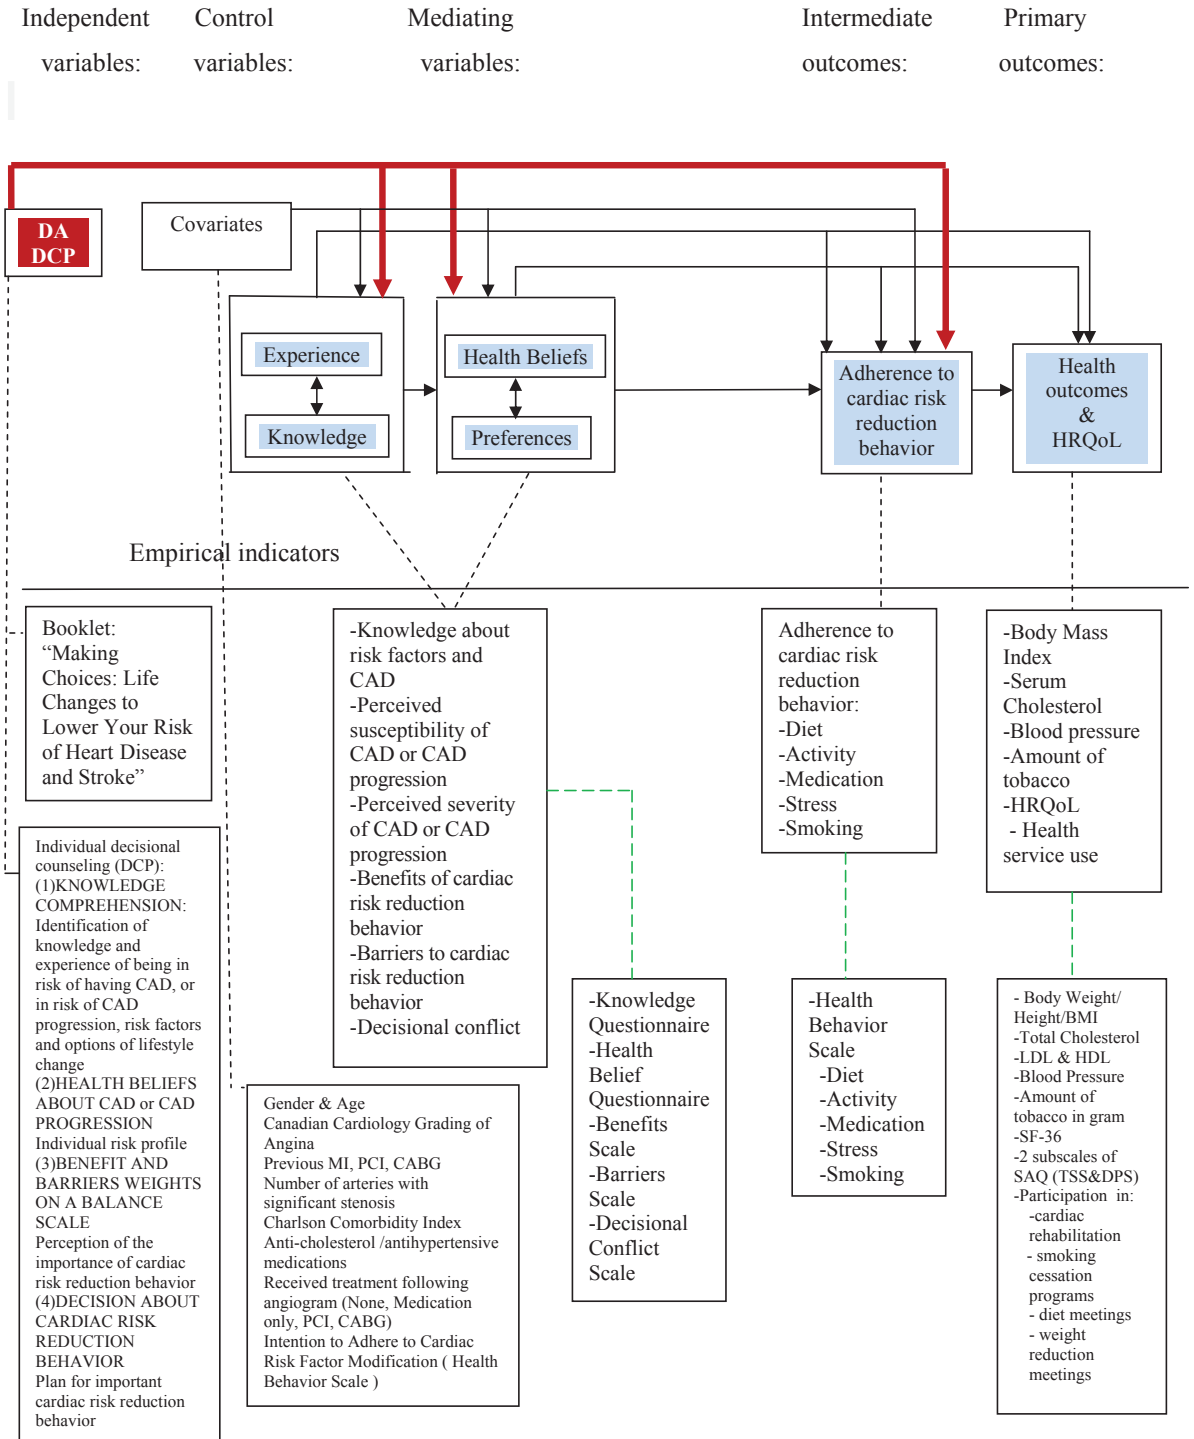 Independent
variables:
Control
variables:
Mediating
variables:
Intermediate
outcomes:
Primary
outcomes:
DA
DCP
Covariates
Experience
Knowledge
Health Beliefs
Preferences
Adherence to
cardiac risk
reduction
behavior
Health
outcomes
&
HRQoL
Empirical indicators
Booklet:
“Making
Choices: Life
Changes to
Lower Your Risk
of Heart Disease
and Stroke”
Individual decisional
counseling (DCP):
(1)KNOWLEDGE
COMPREHENSION:
Identification of
knowledge and
experience of being in
risk of having CAD, or
in risk of CAD
progression, risk factors
and options of lifestyle
change
(2)HEALTH BELIEFS
ABOUT CAD or CAD
PROGRESSION
Individual risk profile
(3)BENEFIT AND
BARRIERS WEIGHTS
ON A BALANCE
SCALE
Perception of the
importance of cardiac
risk reduction behavior
(4)DECISION ABOUT
CARDIAC RISK
REDUCTION
BEHAVIOR
Plan for important
cardiac risk reduction
behavior
Gender & Age
Canadian Cardiology Grading of
Angina
Previous MI, PCI, CABG
Number of arteries with
significant stenosis
Charlson Comorbidity Index
Anti-cholesterol /antihypertensive
medications
Received treatment following
angiogram (None, Medication
only, PCI, CABG)
Intention to Adhere to Cardiac
Risk Factor Modification ( Health
Behavior Scale )
-Knowledge about
risk factors and
CAD
-Perceived
susceptibility of
CAD or CAD
progression
-Perceived severity
of CAD or CAD
progression
-Benefits of cardiac
risk reduction
behavior
-Barriers to cardiac
risk reduction
behavior
-Decisional conflict
-Knowledge
Questionnaire
-Health
Belief
Questionnaire
-Benefits
Scale
-Barriers
Scale
-Decisional
Conflict
Scale
Adherence to
cardiac risk
reduction
behavior:
-Diet
-Activity
-Medication
-Stress
-Smoking
-Health
Behavior
Scale
-Diet
-Activity
-Medication
-Stress
-Smoking
-Body Mass
Index
-Serum
Cholesterol
-Blood pressure
-Amount of
tobacco
-HRQoL
- Health
service use
- Body Weight/
Height/BMI
-Total Cholesterol
-LDL & HDL
-Blood Pressure
-Amount of
tobacco in gram
-SF-36
-2 subscales of
SAQ (TSS&DPS)
-Participation in:
-cardiac
rehabilitation
- smoking
cessation
programs
- diet meetings
- weight
reduction
meetings